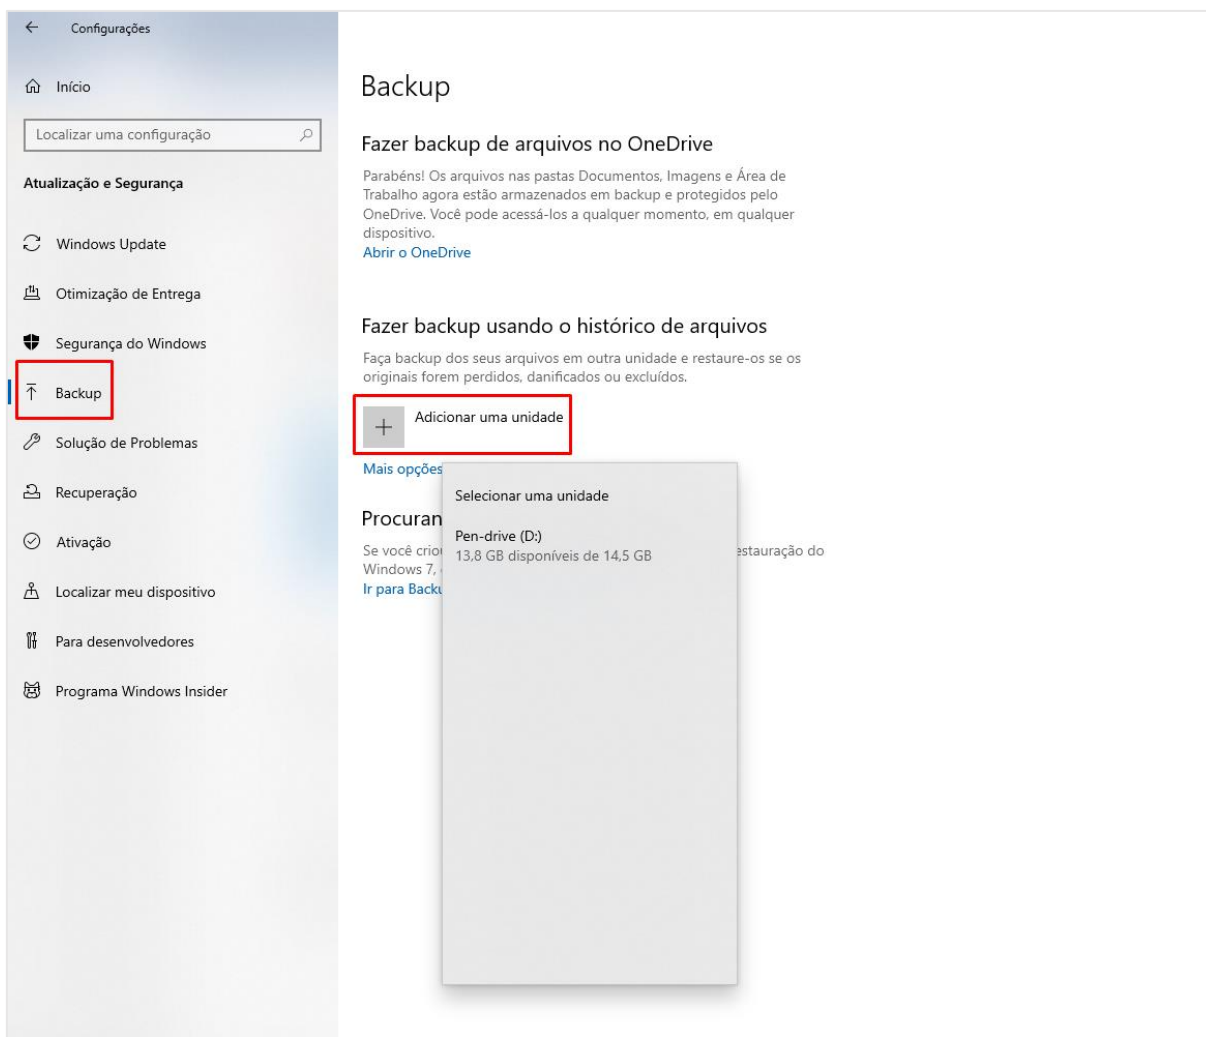 Configurações
Início
Localizar uma configuração
Atualização e Segurança
Windows Update
Otimização de Entrega
Segurança do Windows
Backup
Solução de Problemas
Recuperação
Ativação
Localizar meu dispositivo
Para desenvolvedores
Programa Windows Insider
Backup
Fazer backup de arquivos no OneDrive
Parabéns! Os arquivos nas pastas Documentos, Imagens e Área de
Trabalho agora estão armazenados em backup e protegidos pelo
OneDrive. Você pode acessá-los a qualquer momento, em qualquer
dispositivo.
Abrir o OneDrive
Fazer backup usando o histórico de arquivos
Faça backup dos seus arquivos em outra unidade e restaure-os se os
originais forem perdidos, danificados ou excluídos.
Adicionar uma unidade
Mais opções
Selecionar uma unidade
Pen-drive (D:)
13,8 GB disponíveis de 14,5 GB
Procuran
Se você criou estauração do
Windows 7,
Ir para Backu